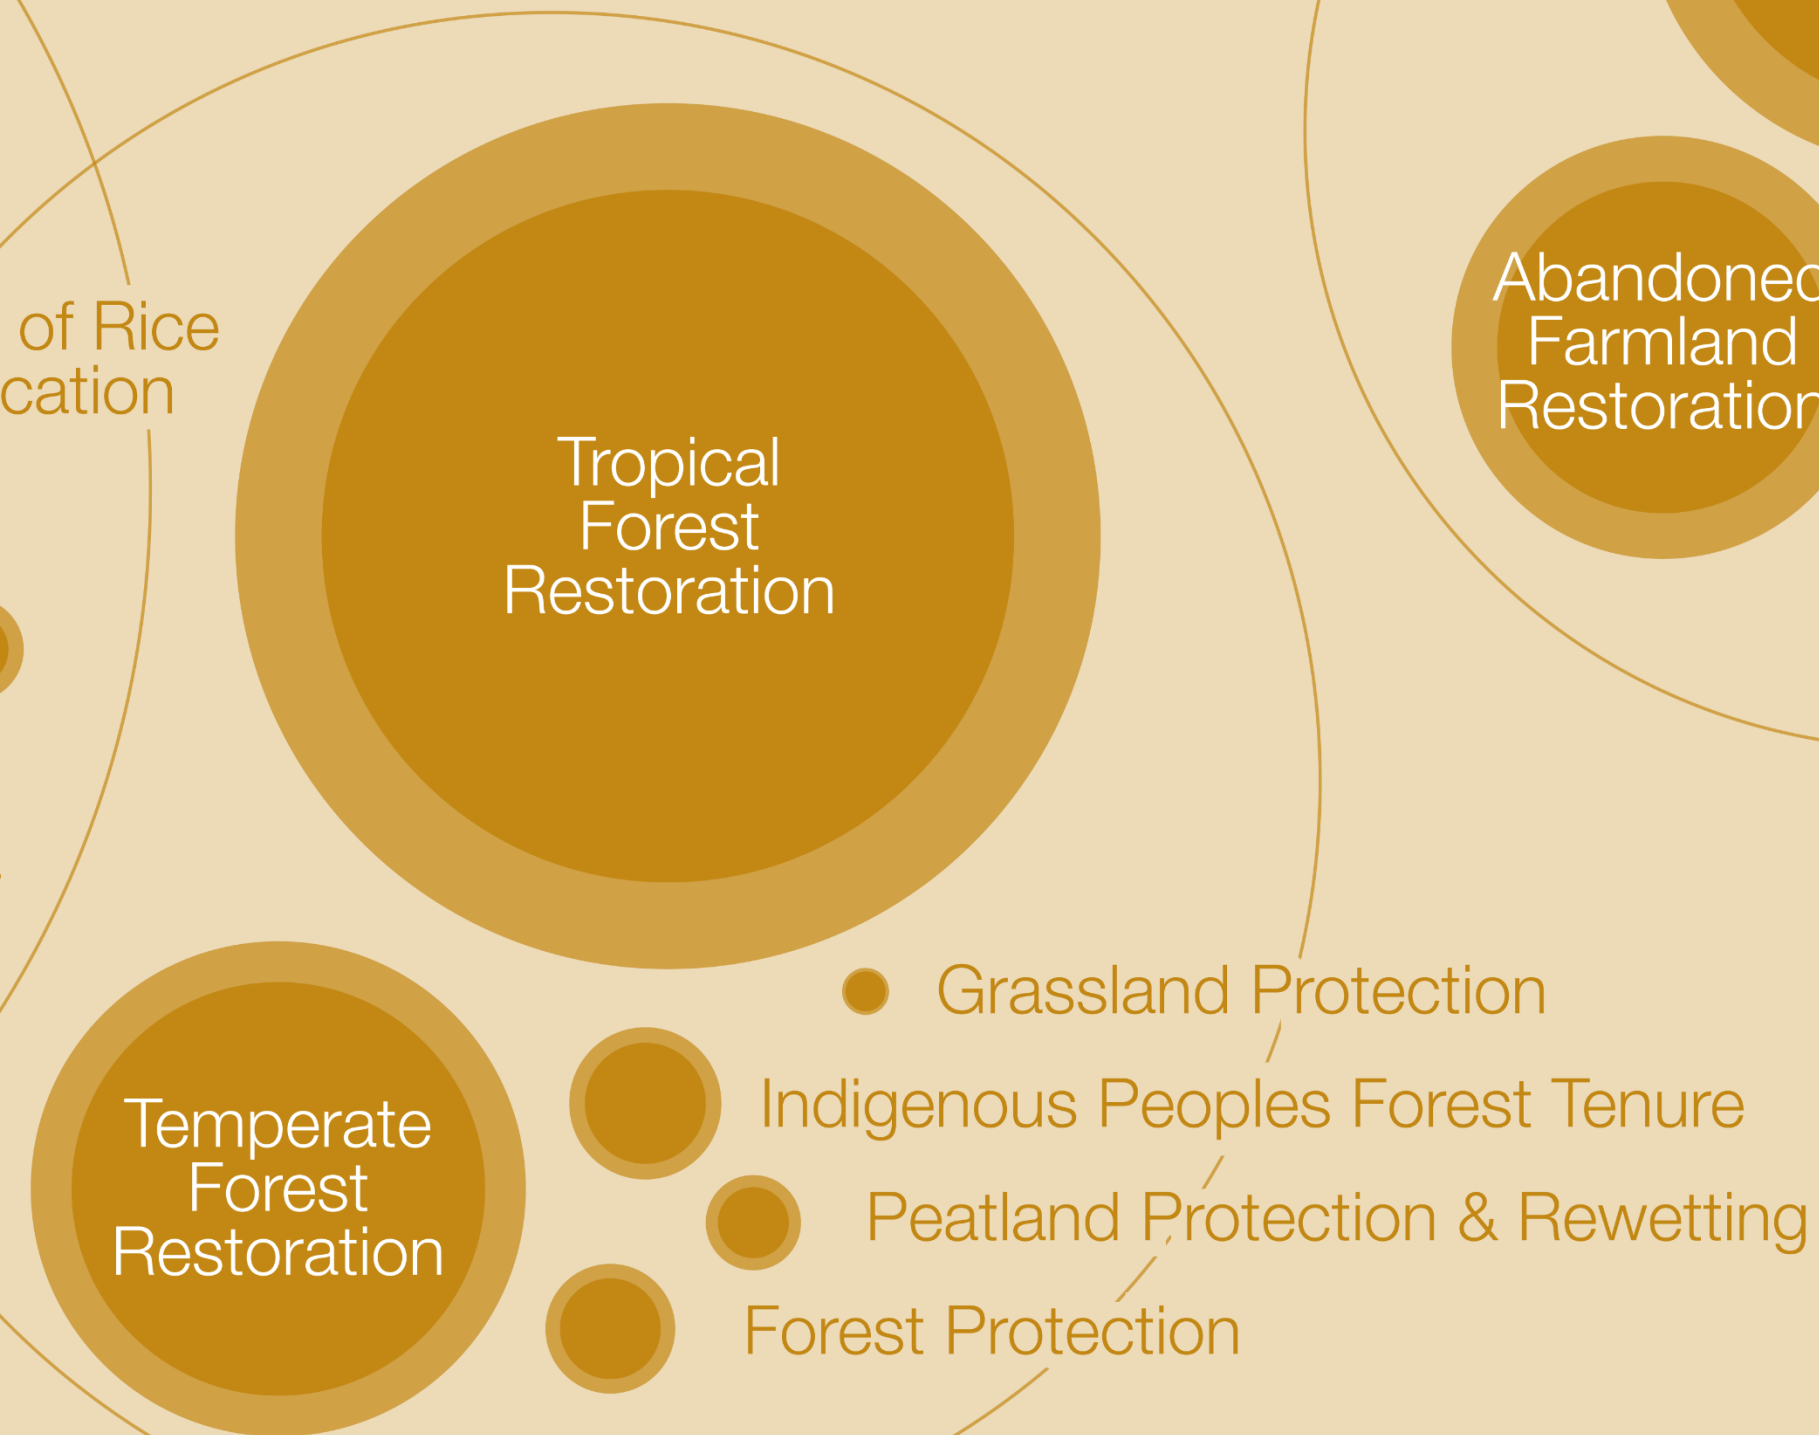 of Rice
cation
Tropical
Forest
Restoration
Abandoned
Farmland
Restoration
Temperate
Forest
Restoration
Grassland Protection
Indigenous Peoples Forest Tenure
Peatland Protection & Rewetting
Forest Protection